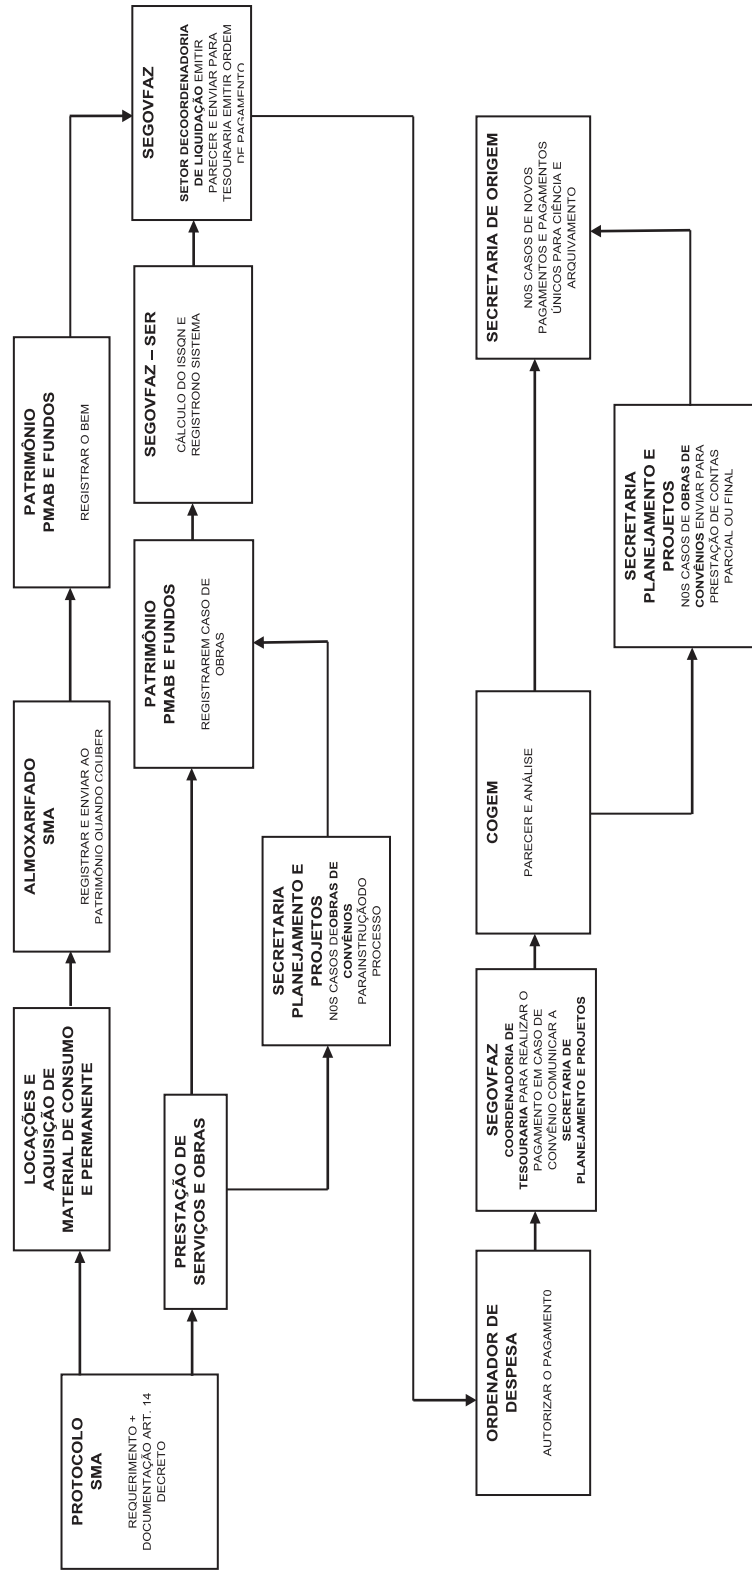 PROTOCOLO
SMA
REQUERIMENTO +
DOCUMENTAÇÃO ART. 14
DECRETO
LOCAÇÕES E
AQUISIÇÃO DE
MATERIAL DE CONSUMO
E PERMANENTE
ALMOXARIFADO
SMA
REGISTRAR E ENVIAR AO
PATRIMÔNIO QUANDO COUBER
PATRIMÔNIO
PMAB E FUNDOS
REGISTRAR O BEM
PRESTAÇÃO DE
SERVIÇOS E OBRAS
SECRETARIA
PLANEJAMENTO E
PROJETOS
N0S CASOS DEOBRAS DE
CONVÊNIOS
PARAINSTRUÇÃODO
PROCESSO
PATRIMÔNIO
PMAB E FUNDOS
REGISTRAREM CASO DE
OBRAS
SEGOVFAZ – SER
CÁLCULO DO ISSQN E
REGISTRONO SISTEMA
SEGOVFAZ
SETOR DECOORDENADORIA
DE LIQUIDAÇÃO EMITIR
PARECER E ENVIAR PARA
TESOURARIA EMITIR ORDEM
DE PAGAMENTO
ORDENADOR DE
DESPESA
AUTORIZAR O PAGAMENT0
SEGOVFAZ
COORDENADORIA DE
TESOURARIA PARA REALIZAR O
PAGAMENTO EM CASO DE
CONVÊNIO COMUNICAR A
SECRETARIA DE
PLANEJAMENTO E PROJETOS
COGEM
PARECER E ANÁLISE
SECRETARIA
PLANEJAMENTO E
PROJETOS
N0S CASOS DE OBRAS DE
CONVÊNIOS ENVIAR PARA
PRESTAÇÃO DE CONTAS
PARCIAL OU FINAL
SECRETARIA DE ORIGEM
N0S CASOS DE NOVOS
PAGAMENTOS E PAGAMENTOS
ÚNICOS PARA CIÊNCIA E
ARQUIVAMENTO